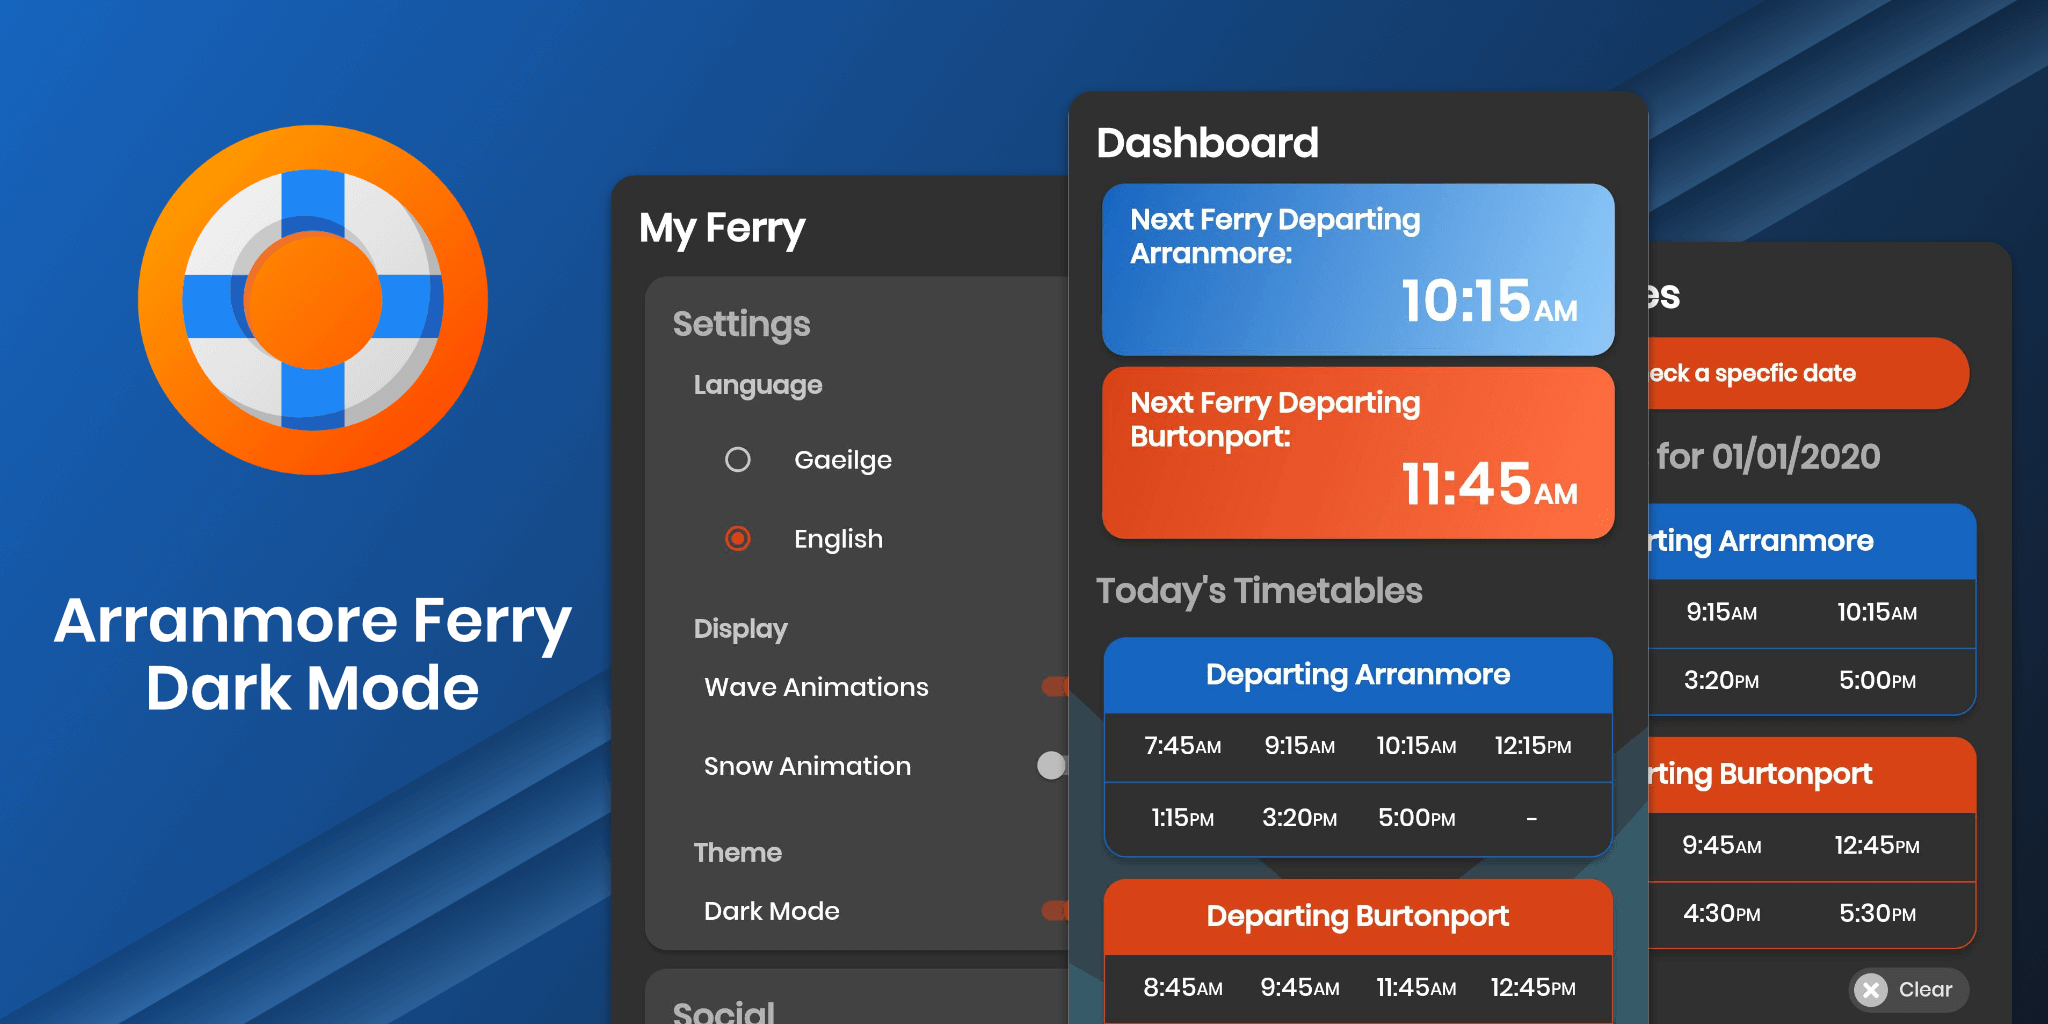 Arranmore Ferry
Dark Mode
My Ferry
Settings
Language
Gaeilge
English
Display
Wave Animations
Snow Animation
Theme
Dark Mode
Social
Dashboard
Next Ferry Departing
Arranmore:
10:15AM
Next Ferry Departing
Burtonport:
11:45AM
Today's Timetables
Departing Arranmore
7:45AM 9:15AM 10:15AM 12:15PM
1:15PM 3:20PM 5:00PM -
Departing Burtonport
8:45AM 9:45AM 11:45AM 12:45PM
es
eck a specfic date
for 01/01/2020
rting Arranmore
9:15AM 10:15AM
3:20PM 5:00PM
rting Burtonport
9:45AM 12:45PM
4:30PM 5:30PM
Clear